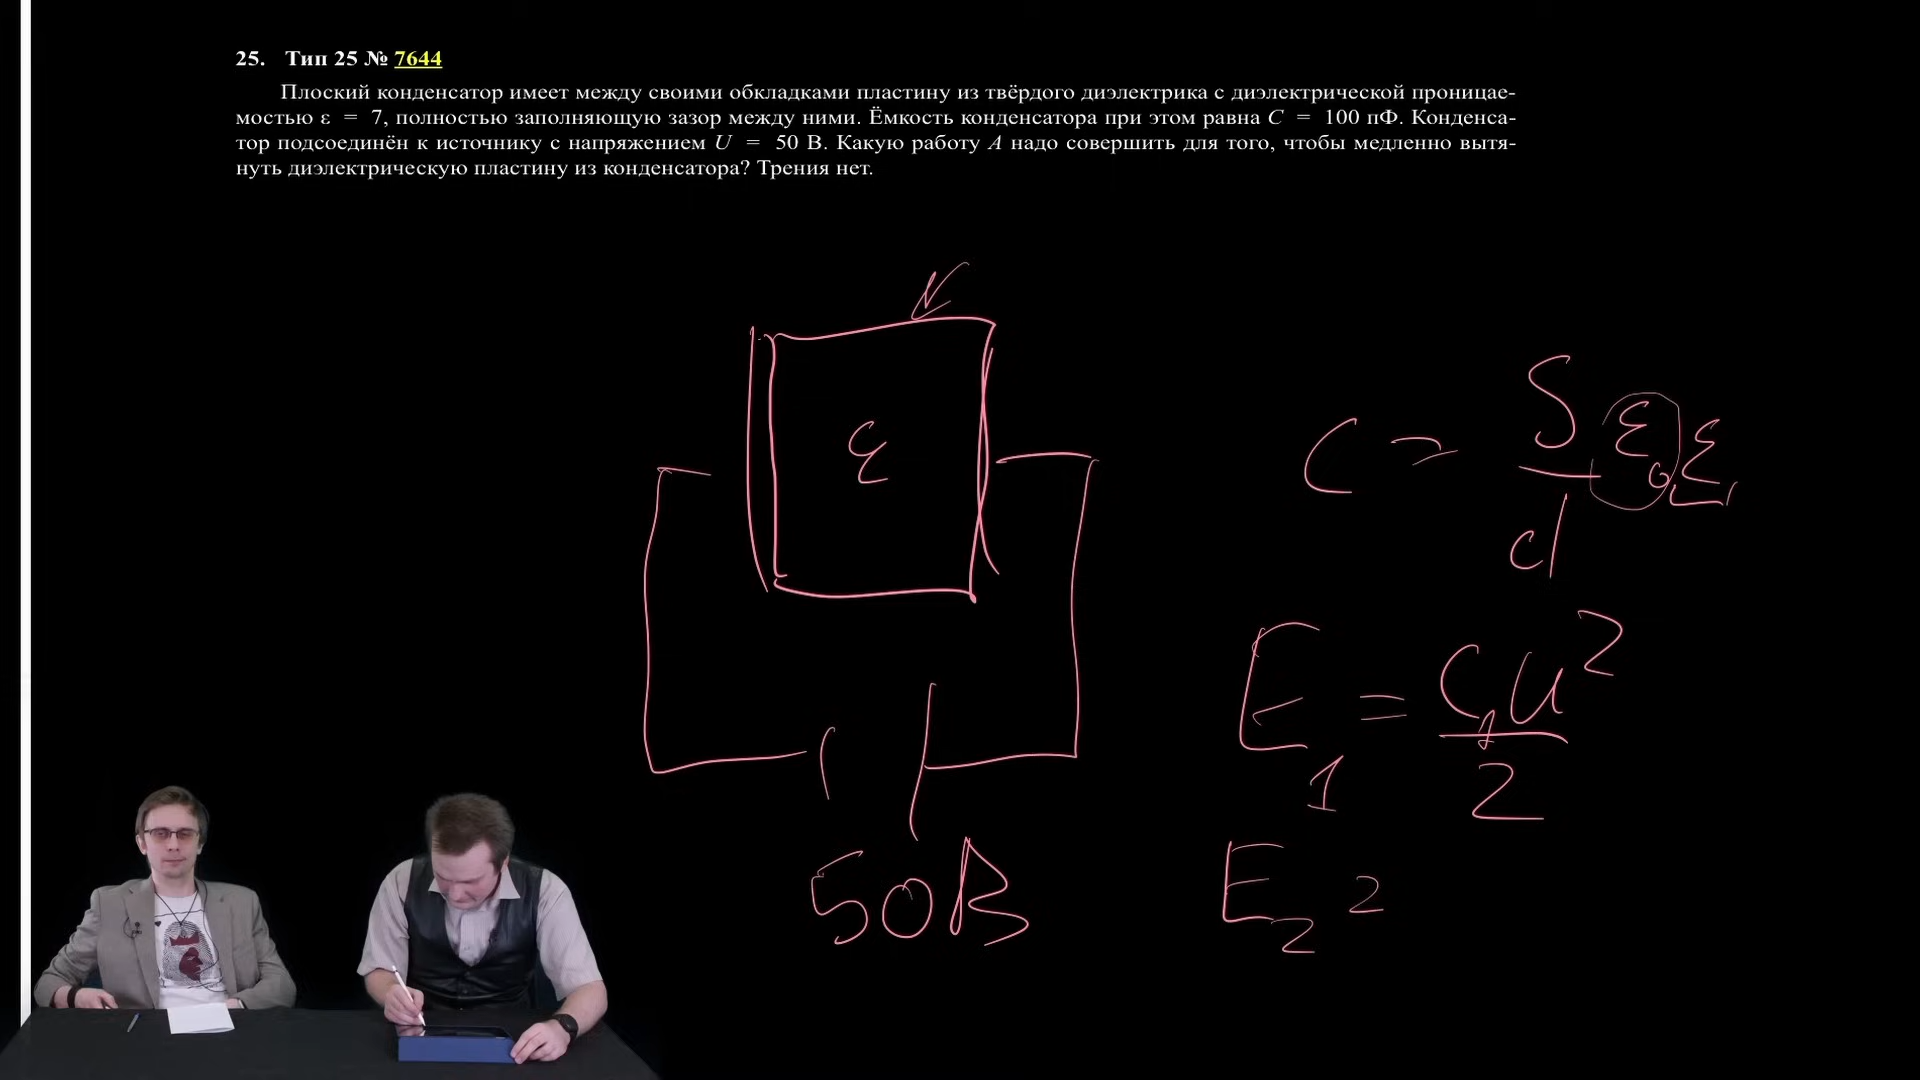 25. Тип 25 № 7644
Плоский конденсатор имеет между своими обкладками пластину из твёрдого диэлектрика с диэлектрической проницае-
мостью ε = 7, полностью заполняющую зазор между ними. Ёмкость конденсатора при этом равна C = 100 пФ. Конденса-
тор подсоединён к источнику с напряжением U = 50 В. Какую работу A надо совершить для того, чтобы медленно вытя-
нуть диэлектрическую пластину из конденсатора? Трения нет.
ε
C = S ε₀ ε₁ / d
E₁ = C₁U² / 2
50В
E₂ =